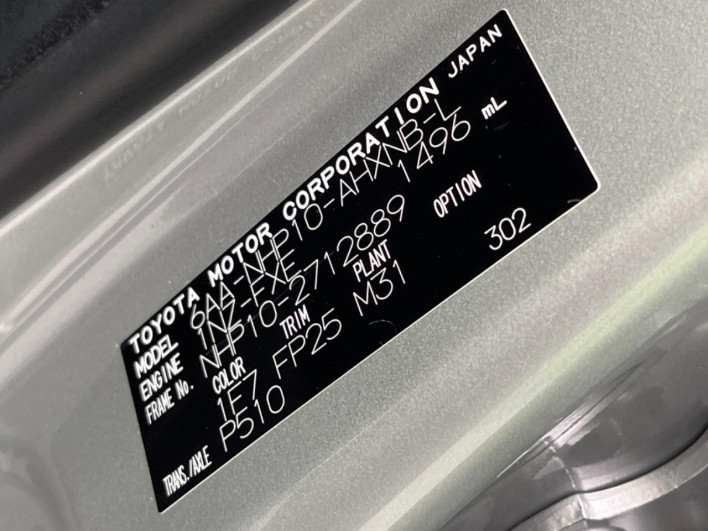 TOYOTA MOTOR CORPORATION JAPAN
MODEL 6AA-NHP10-AHXNB-L
ENGINE 1NZ-FXE 1496 mL
FRAME No. NHP10-2712889
COLOR TRIM PLANT OPTION
1F7 FP25 M31 302
TRANS./AXLE P510